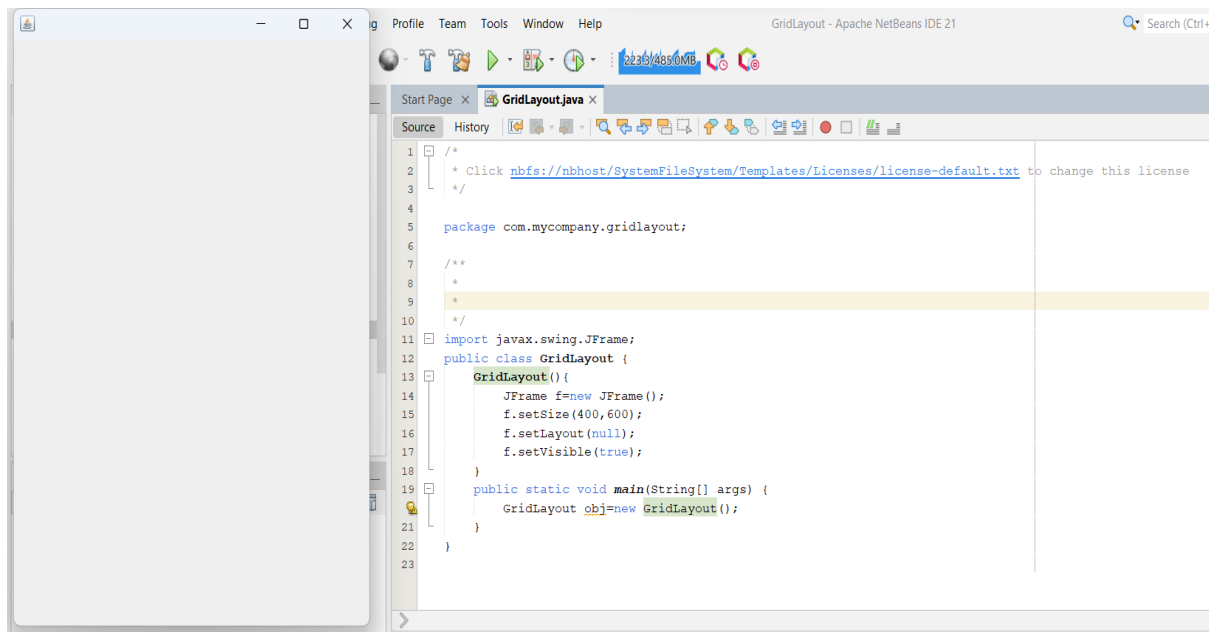 g Profile Team Tools Window Help GridLayout - Apache NetBeans IDE 21 Search (Ctrl+
223.3/485.0MB
Start Page GridLayout.java
Source History
1 /*
2 * Click nbfs://nbhost/SystemFileSystem/Templates/Licenses/license-default.txt to change this license
3 */
4
5 package com.mycompany.gridlayout;
6
7 /**
8 *
9 *
10 */
11 import javax.swing.JFrame;
12 public class GridLayout {
13 GridLayout(){
14 JFrame f=new JFrame();
15 f.setSize(400,600);
16 f.setLayout(null);
17 f.setVisible(true);
18 }
19 public static void main(String[] args) {
GridLayout obj=new GridLayout();
21 }
22 }
23